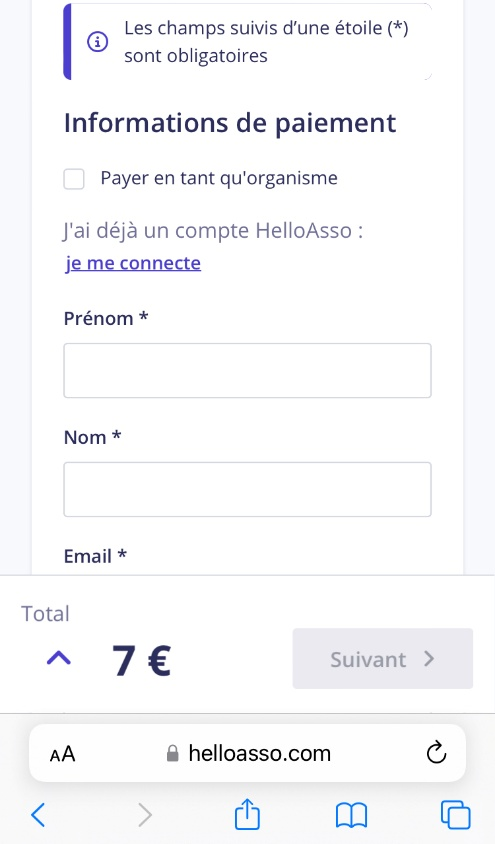 Les champs suivis d’une étoile (*)
sont obligatoires
Informations de paiement
Payer en tant qu'organisme
J'ai déjà un compte HelloAsso :
je me connecte
Prénom *
Nom *
Email *
Total
7 €
Suivant
AA
helloasso.com